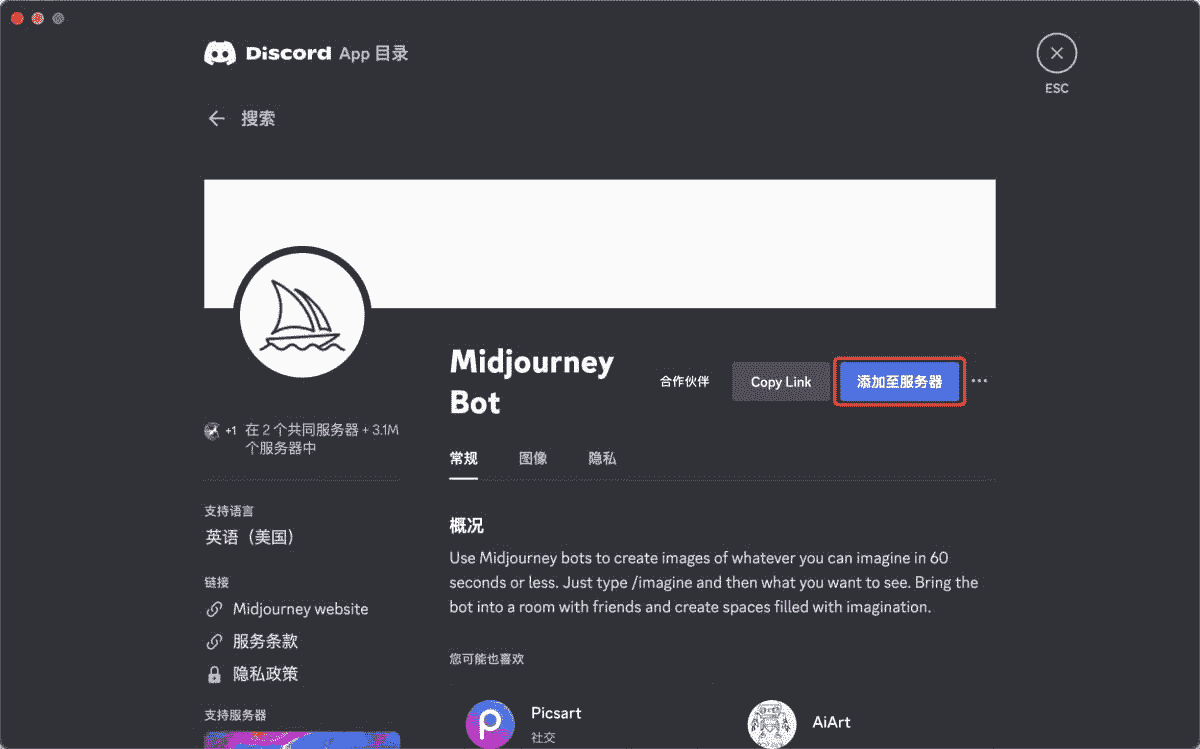 Discord App 目录
ESC
搜索
Midjourney
Bot
合作伙伴
Copy Link
添加至服务器
+1 在 2 个共同服务器 + 3.1M
个服务器中
常规 图像 隐私
支持语言
英语（美国）
链接
Midjourney website
服务条款
隐私政策
支持服务器
概况
Use Midjourney bots to create images of whatever you can imagine in 60
seconds or less. Just type /imagine and then what you want to see. Bring the
bot into a room with friends and create spaces filled with imagination.
您可能也喜欢
Picsart
社交
AiArt